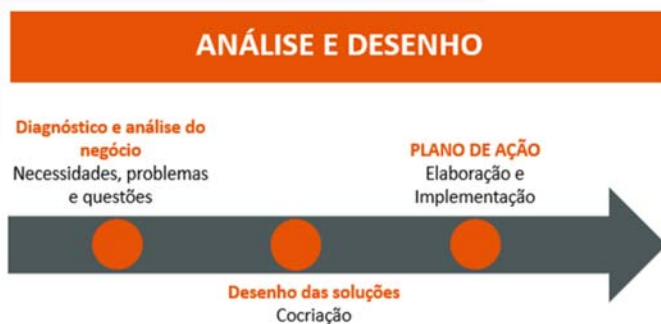 ANÁLISE E DESENHO
Diagnóstico e análise do
negócio
Necessidades, problemas
e questões
PLANO DE AÇÃO
Elaboração e
Implementação
Desenho das soluções
Cocriação